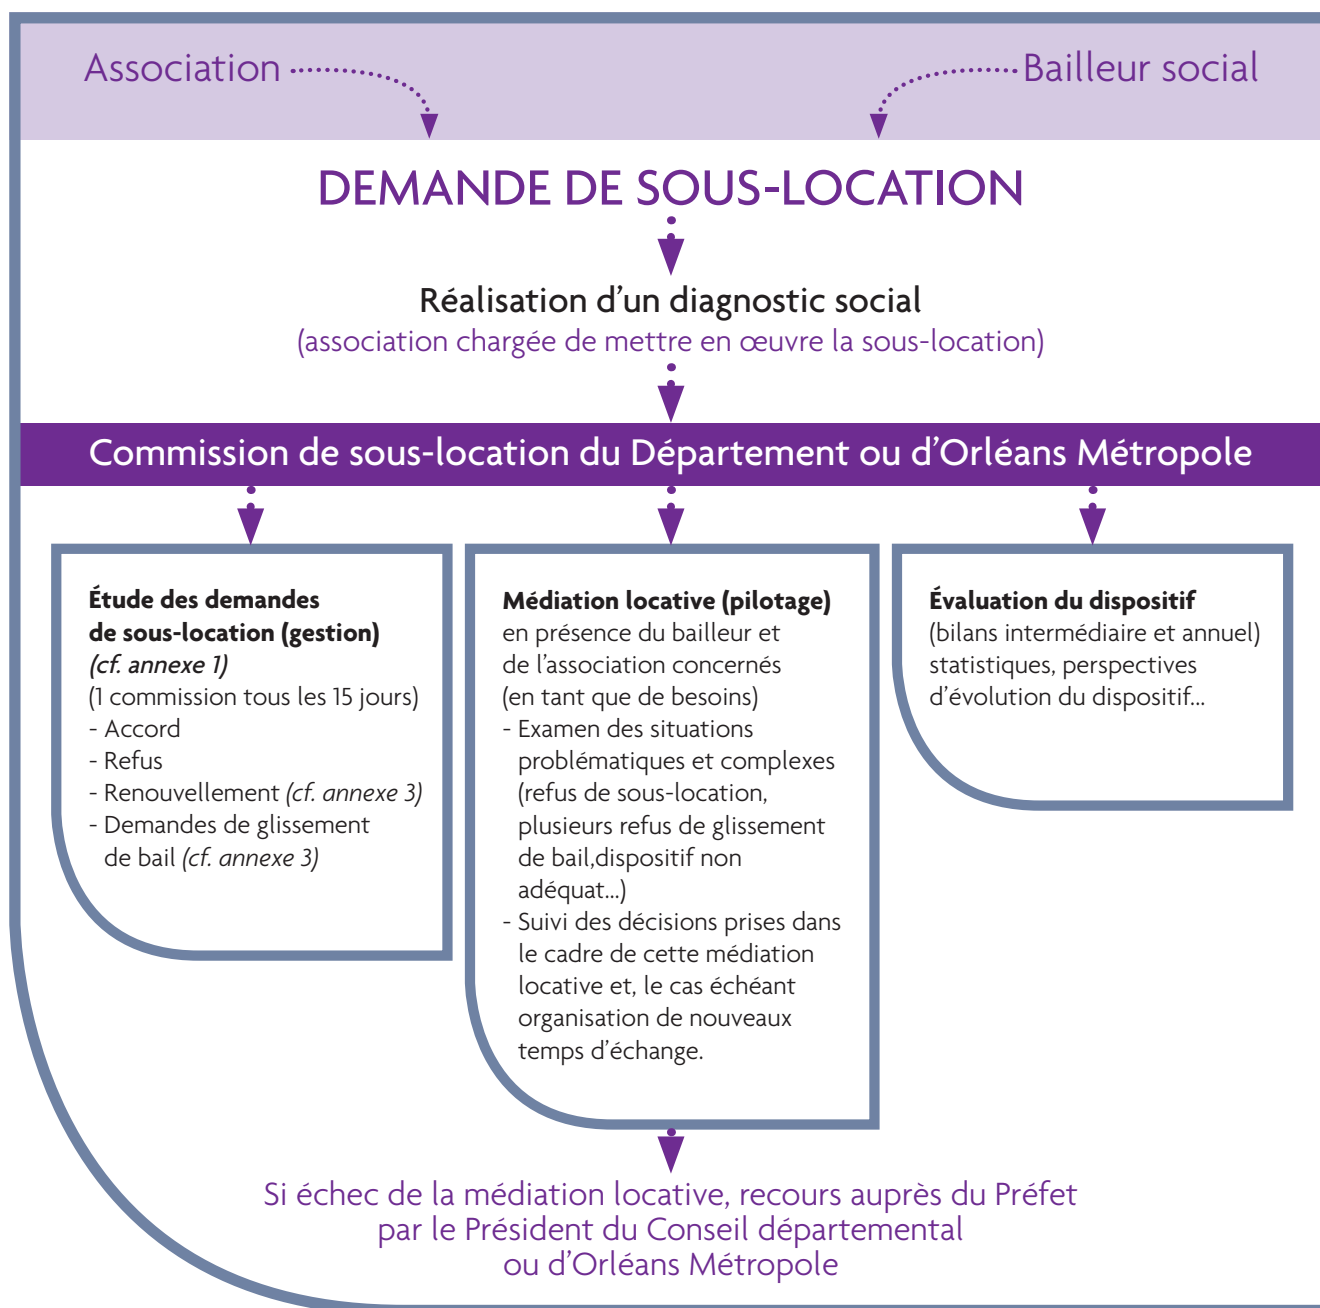 Association
Bailleur social
DEMANDE DE SOUS-LOCATION
Réalisation d’un diagnostic social
(association chargée de mettre en œuvre la sous-location)
Commission de sous-location du Département ou d’Orléans Métropole
Étude des demandes
de sous-location (gestion)
(cf. annexe 1)
(1 commission tous les 15 jours)
- Accord
- Refus
- Renouvellement (cf. annexe 3)
- Demandes de glissement
de bail (cf. annexe 3)
Médiation locative (pilotage)
en présence du bailleur et
de l’association concernés
(en tant que de besoins)
- Examen des situations
problématiques et complexes
(refus de sous-location,
plusieurs refus de glissement
de bail,dispositif non
adéquat...)
- Suivi des décisions prises dans
le cadre de cette médiation
locative et, le cas échéant
organisation de nouveaux
temps d’échange.
Évaluation du dispositif
(bilans intermédiaire et annuel)
statistiques, perspectives
d’évolution du dispositif...
Si échec de la médiation locative, recours auprès du Préfet
par le Président du Conseil départemental
ou d’Orléans Métropole